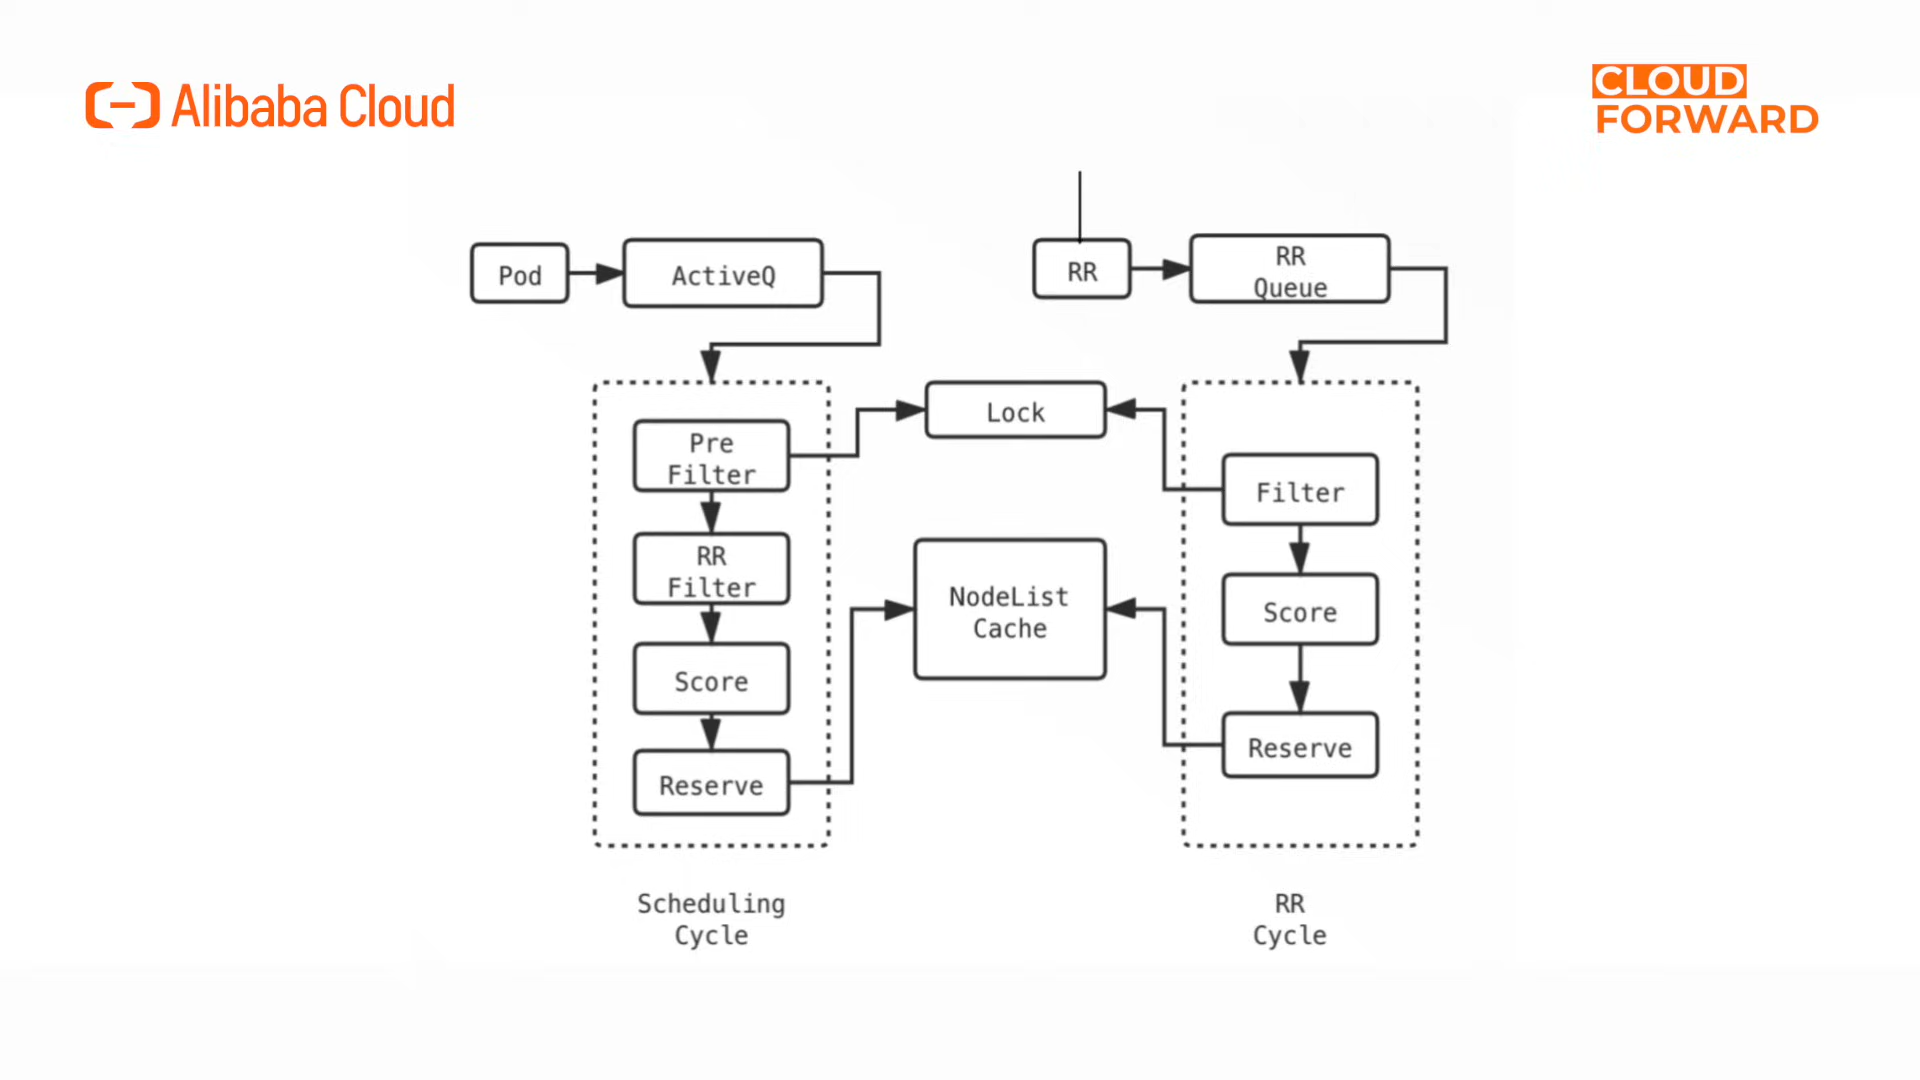 Alibaba Cloud
CLOUD
FORWARD
Pod
ActiveQ
RR
RR
Queue
Pre
Filter
RR
Filter
Score
Reserve
Lock
NodeList
Cache
Filter
Score
Reserve
Scheduling
Cycle
RR
Cycle